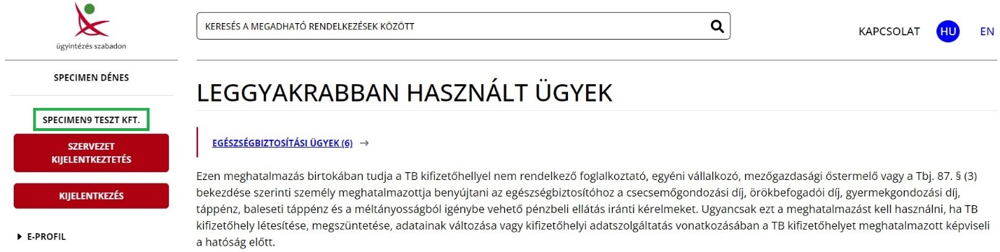 ügyintézés szabadon
SPECIMEN DÉNES
SPECIMEN9 TESZT KFT.
SZERVEZET
KIJELENTKEZTETÉS
KIJELENTKEZÉS
E-PROFIL
KERESÉS A MEGADHATÓ RENDELKEZÉSEK KÖZÖTT
KAPCSOLAT HU EN
LEGGYAKRABBAN HASZNÁLT ÜGYEK
EGÉSZSÉGBIZTOSÍTÁSI ÜGYEK (6) →
Ezen meghatalmazás birtokában tudja a TB kifizetőhellyel nem rendelkező foglalkoztató, egyéni vállalkozó, mezőgazdasági őstermelő vagy a Tbj. 87. § (3)
bekezdése szerinti személy meghatalmazottja benyújtani az egészségbiztosítóhoz a csecsemőgondozási díj, örökbefogadói díj, gyermekgondozási díj,
táppénz, baleseti táppénz és a méltányosságból igénybe vehető pénzbeli ellátás iránti kérelmeket. Ugyancsak ezt a meghatalmazást kell használni, ha TB
kifizetőhely létesítése, megszüntetése, adatainak változása vagy kifizetőhelyi adatszolgáltatás vonatkozásában a TB kifizetőhelyet meghatalmazott képviseli
a hatóság előtt.